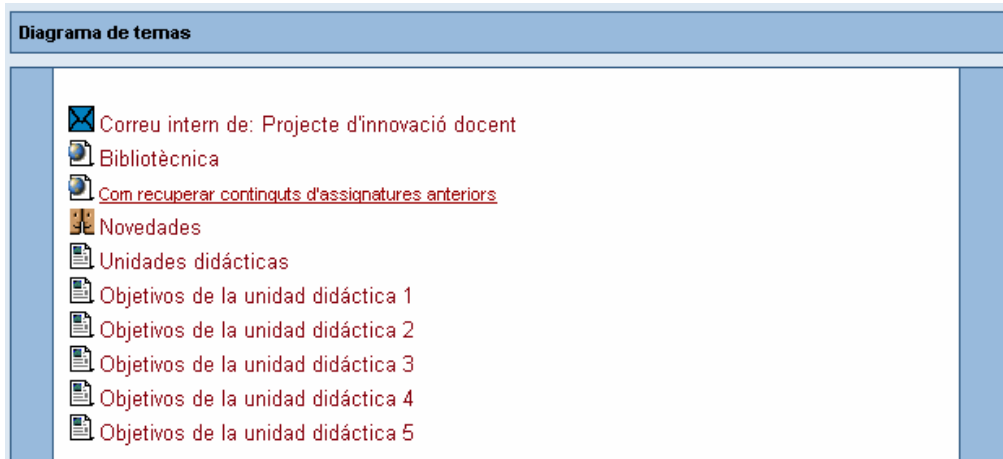 Diagrama de temas
Correu intern de: Projecte d'innovació docent
Bibliotècnica
Com recuperar continguts d'assignatures anteriors
Novedades
Unidades didácticas
Objetivos de la unidad didáctica 1
Objetivos de la unidad didáctica 2
Objetivos de la unidad didáctica 3
Objetivos de la unidad didáctica 4
Objetivos de la unidad didáctica 5